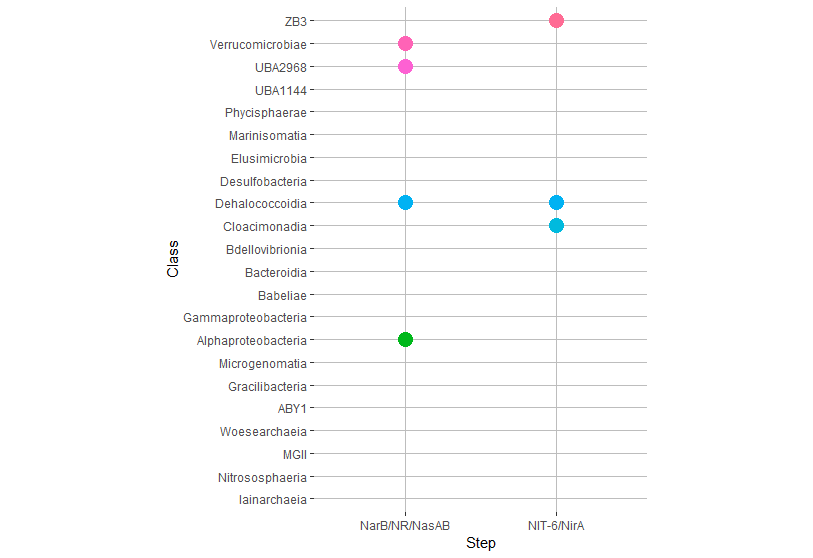 ZB3
Verrucomicrobiae
UBA2968
UBA1144
Phycisphaerae
Marinisomatia
Elusimicrobia
Desulfobacteria
Dehalococcoidia
Cloacimonadia
Bdellovibrionia
Bacteroidia
Babeliae
Gammaproteobacteria
Alphaproteobacteria
Microgenomatia
Gracilibacteria
ABY1
Woesearchaeia
MGII
Nitrososphaeria
Iainarchaeia
Class
NarB/NR/NasAB
NIT-6/NirA
Step